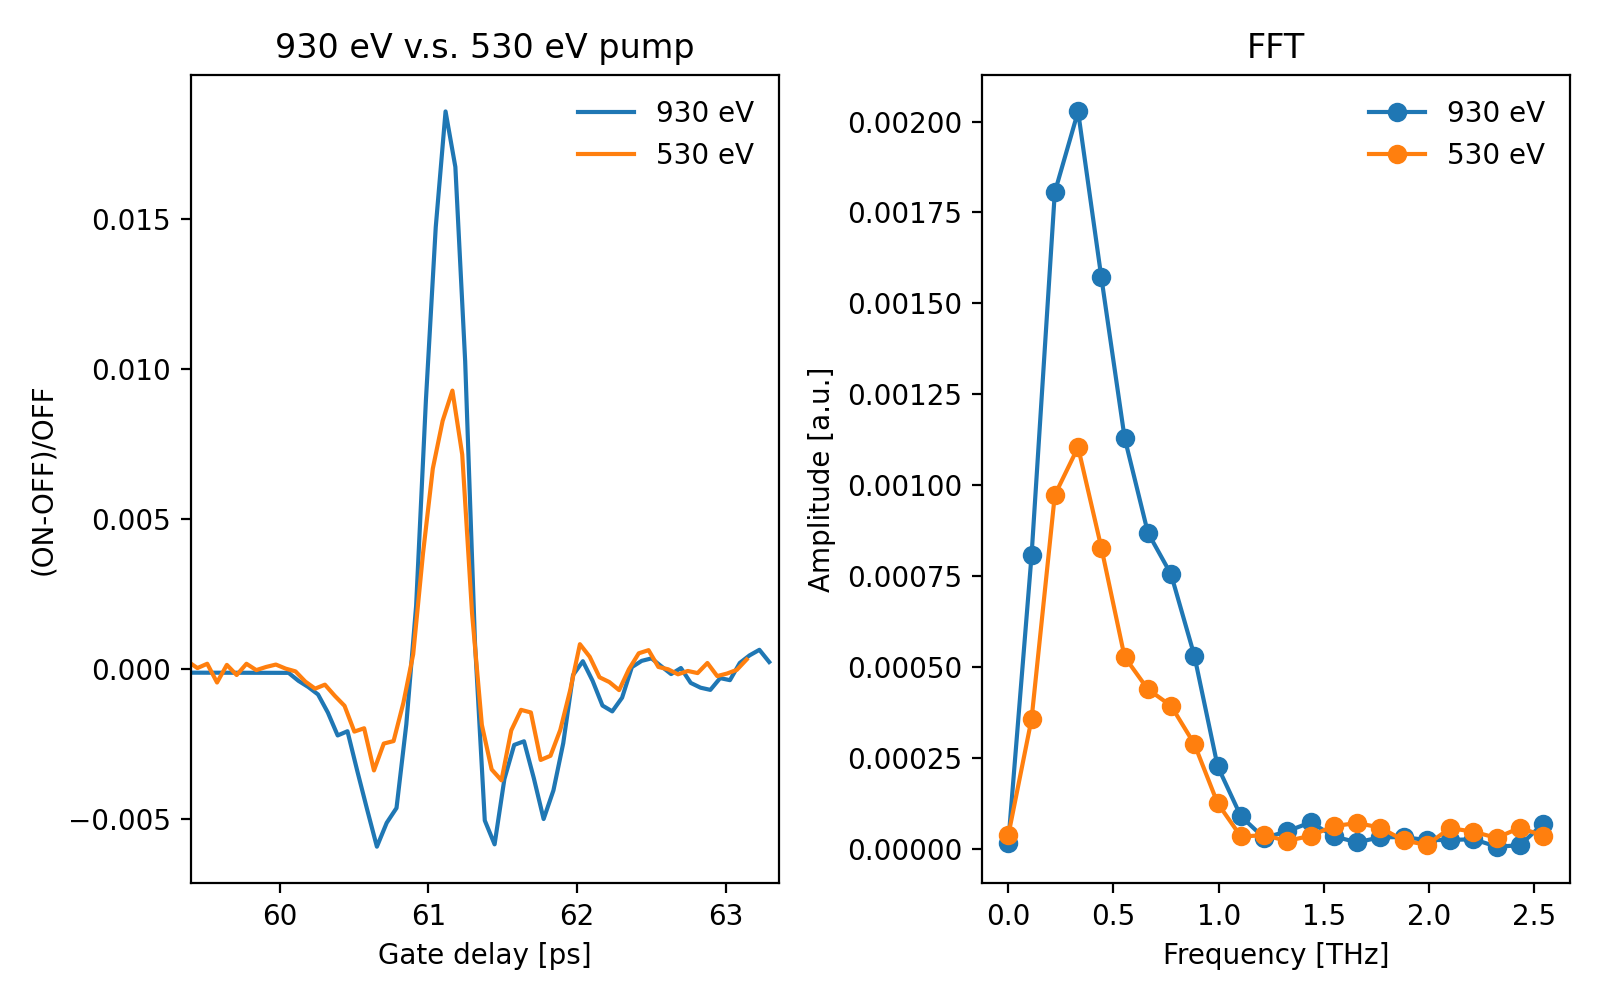 930 eV v.s. 530 eV pump
930 eV
530 eV
0.015
0.010
0.005
0.000
−0.005
(ON-OFF)/OFF
60 61 62 63
Gate delay [ps]
FFT
930 eV
530 eV
0.00200
0.00175
0.00150
0.00125
0.00100
0.00075
0.00050
0.00025
0.00000
Amplitude [a.u.]
0.0 0.5 1.0 1.5 2.0 2.5
Frequency [THz]